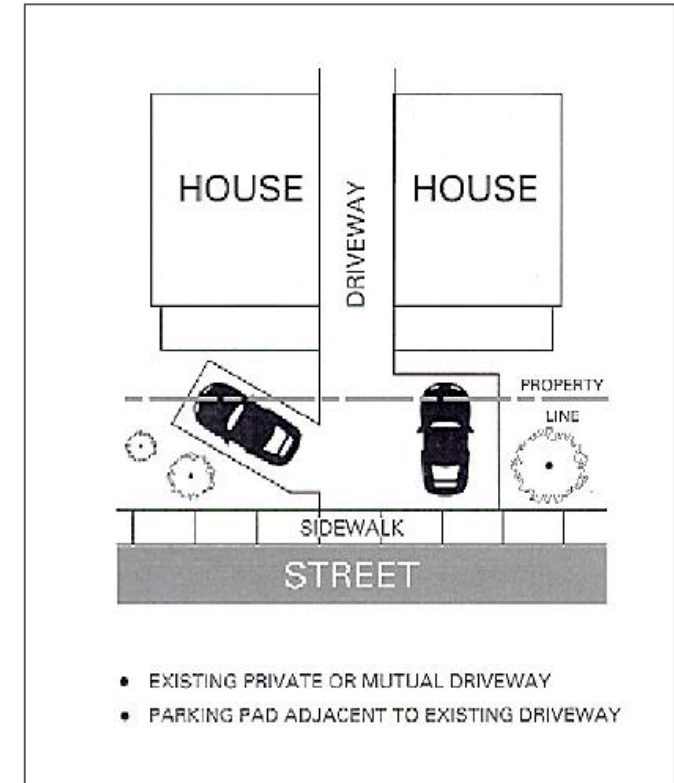 HOUSE
HOUSE
DRIVEWAY
PROPERTY
LINE
SIDEWALK
STREET
• EXISTING PRIVATE OR MUTUAL DRIVEWAY
• PARKING PAD ADJACENT TO EXISTING DRIVEWAY